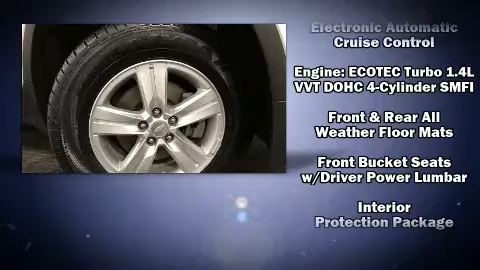 Electronic Automatic
Cruise Control
Engine: ECOTEC Turbo 1.4L
VVT DOHC 4-Cylinder SMFI
Front & Rear All
Weather Floor Mats
Front Bucket Seats
w/Driver Power Lumbar
Interior
Protection Package